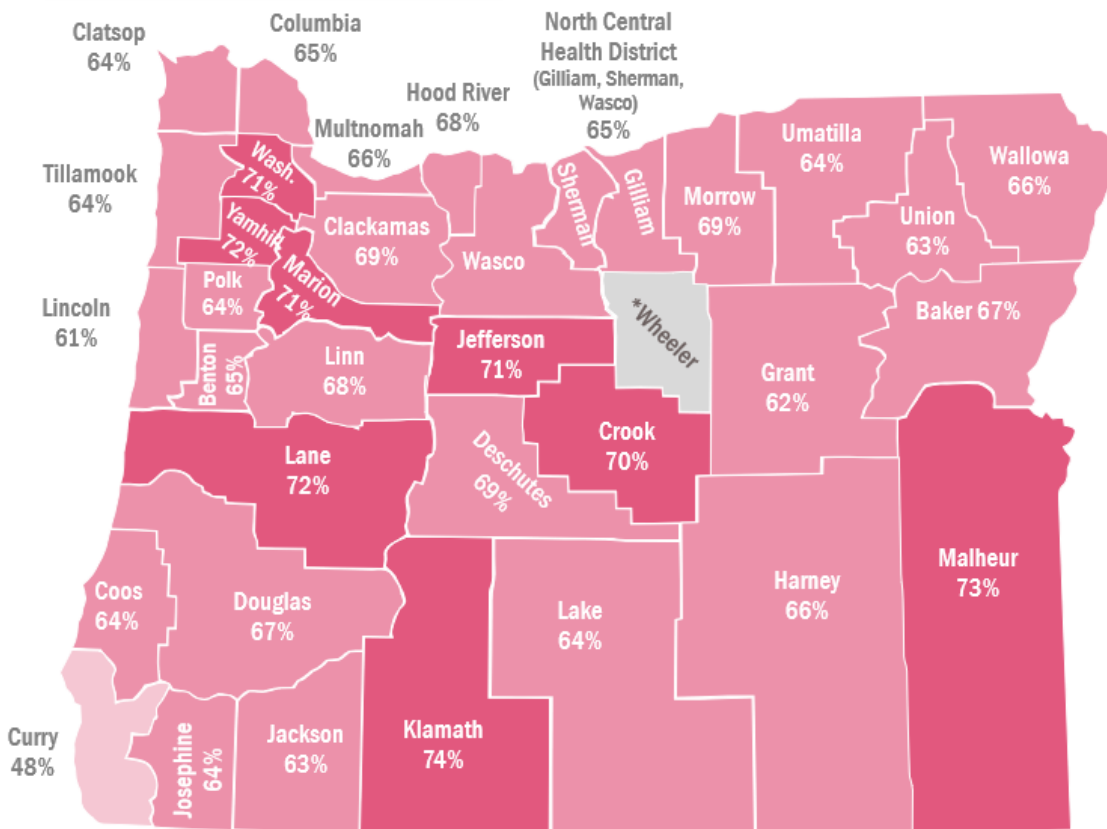 Clatsop
64%
Columbia
65%
North Central
Health District
(Gilliam, Sherman,
Wasco)
65%
Hood River
68%
Multnomah
66%
Tillamook
64%
Wash.
71%
Yamhill
72%
Clackamas
69%
Marion
71%
Polk
64%
Lincoln
61%
Benton
65%
Linn
68%
Wasco
Sherman
Gilliam
Morrow
69%
Umatilla
64%
Union
63%
Wallowa
66%
Baker 67%
*Wheeler
Jefferson
71%
Grant
62%
Crook
70%
Deschutes
69%
Lane
72%
Coos
64%
Douglas
67%
Lake
64%
Harney
66%
Malheur
73%
Curry
48%
Josephine
64%
Jackson
63%
Klamath
74%